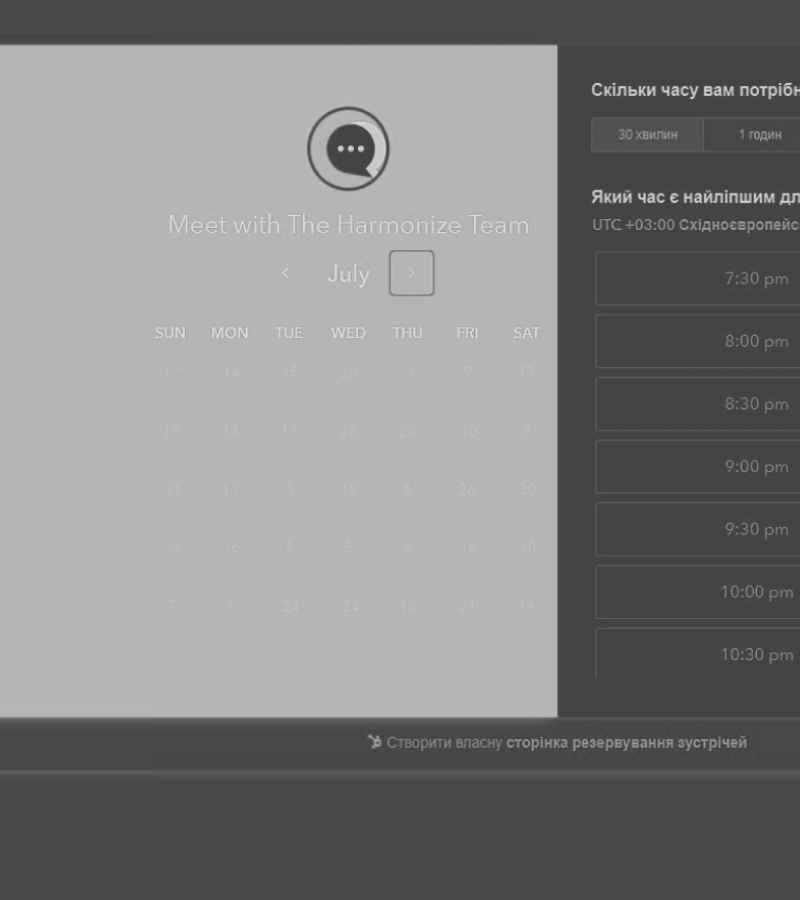 Meet with The Harmonize Team
July
SUN MON TUE WED THU FRI SAT
12 14 15 28 3 9 13
18 18 11 28 28 10 8
31 11 1 18 6 26 30
28 16 5 5 6 16 10
7 6 24 24 18 21 14
Скільки часу вам потрібн
30 хвилин 1 годин
Який час є найліпшим дл
UTC +03:00 Східноєвропейс
7:30 pm
8:00 pm
8:30 pm
9:00 pm
9:30 pm
10:00 pm
10:30 pm
Створити власну сторінка резервування зустрічей